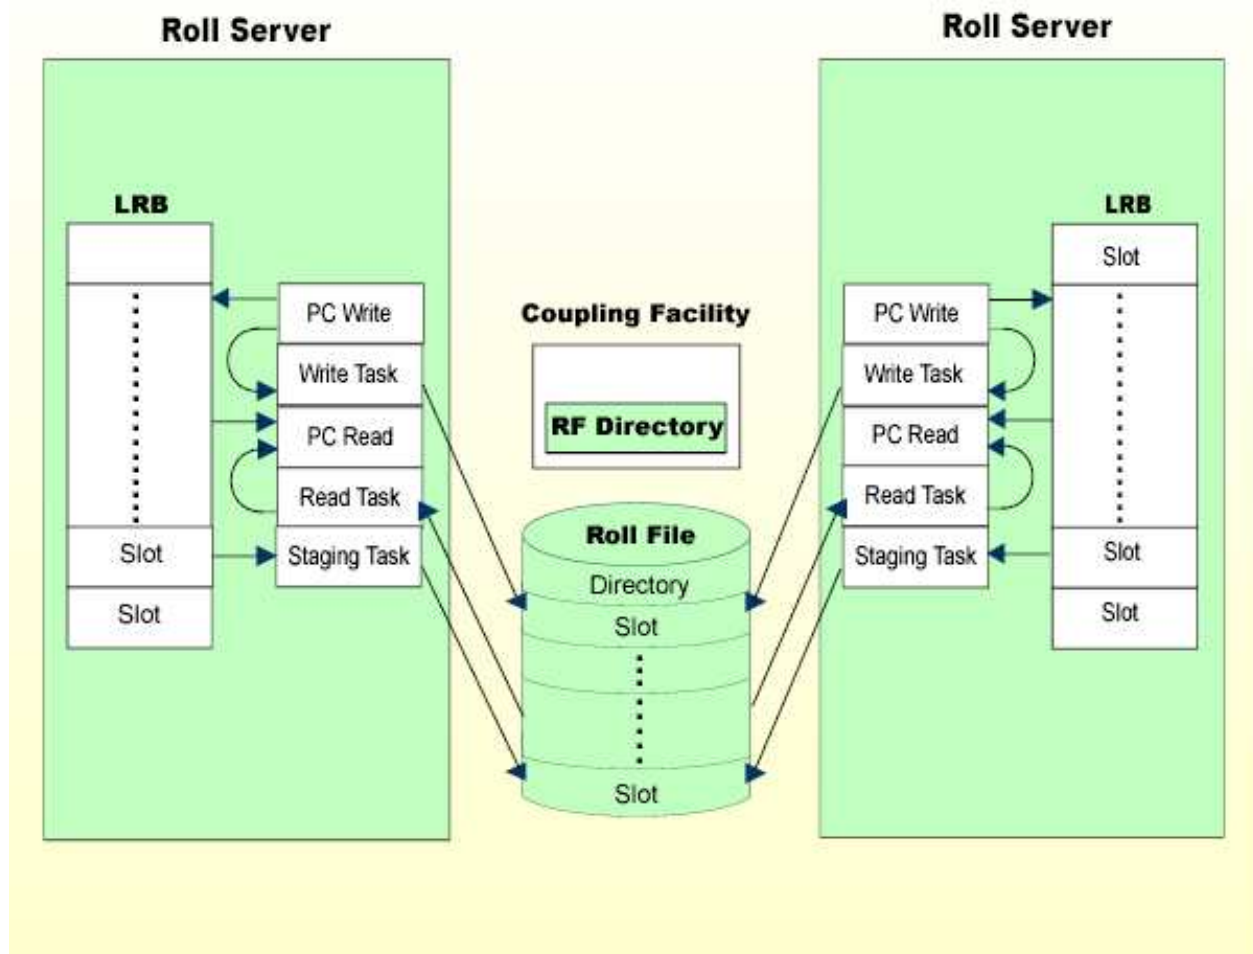 Roll Server
Roll Server
LRB
PC Write
Write Task
PC Read
Read Task
Staging Task
Slot
Slot
Coupling Facility
RF Directory
Roll File
Directory
Slot
Slot
LRB
Slot
PC Write
Write Task
PC Read
Read Task
Staging Task
Slot
Slot